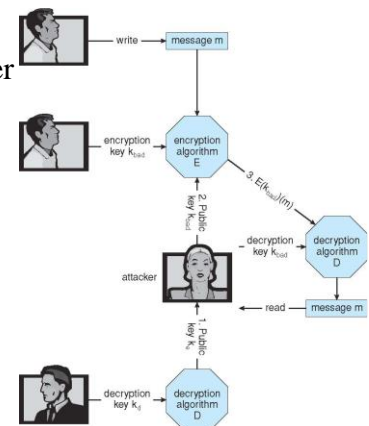 write
message m
er
encryption
key k_bad
encryption
algorithm
E
3. E(k_bad)(m)
2. Public
key k_bad
decryption
key k_bad
decryption
algorithm
D
attacker
read
message m
1. Public
key k_e
decryption
key k_d
decryption
algorithm
D